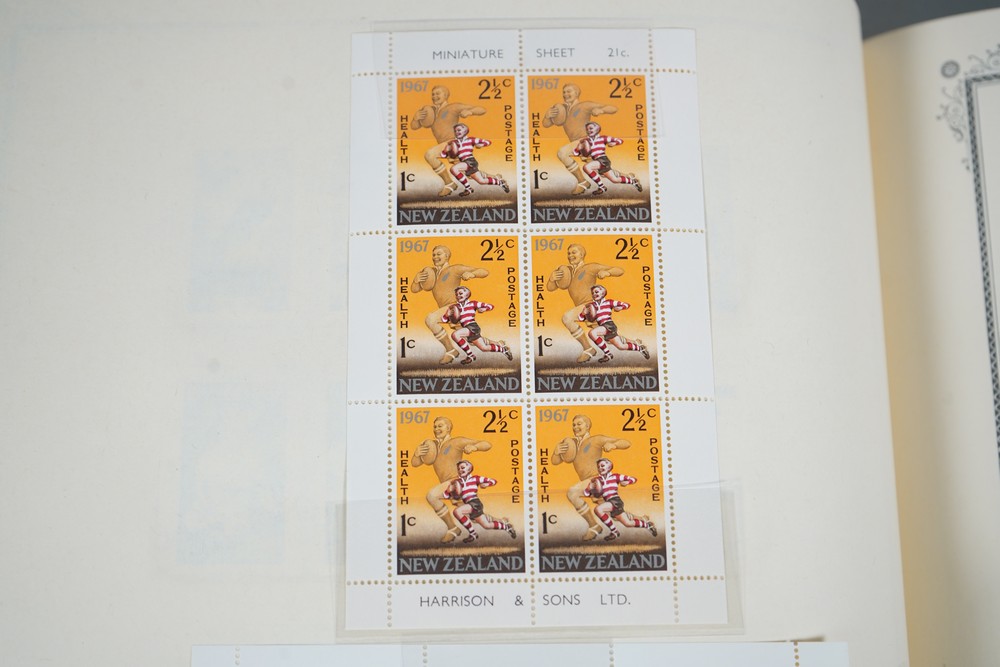 MINIATURE SHEET 21c.
1967 2½c
HEALTH
POSTAGE
1c
NEW ZEALAND
1967 2½c
HEALTH
POSTAGE
1c
NEW ZEALAND
1967 2½c
HEALTH
POSTAGE
1c
NEW ZEALAND
1967 2½c
HEALTH
POSTAGE
1c
NEW ZEALAND
1967 2½c
HEALTH
POSTAGE
1c
NEW ZEALAND
1967 2½c
HEALTH
POSTAGE
1c
NEW ZEALAND
HARRISON & SONS LTD.